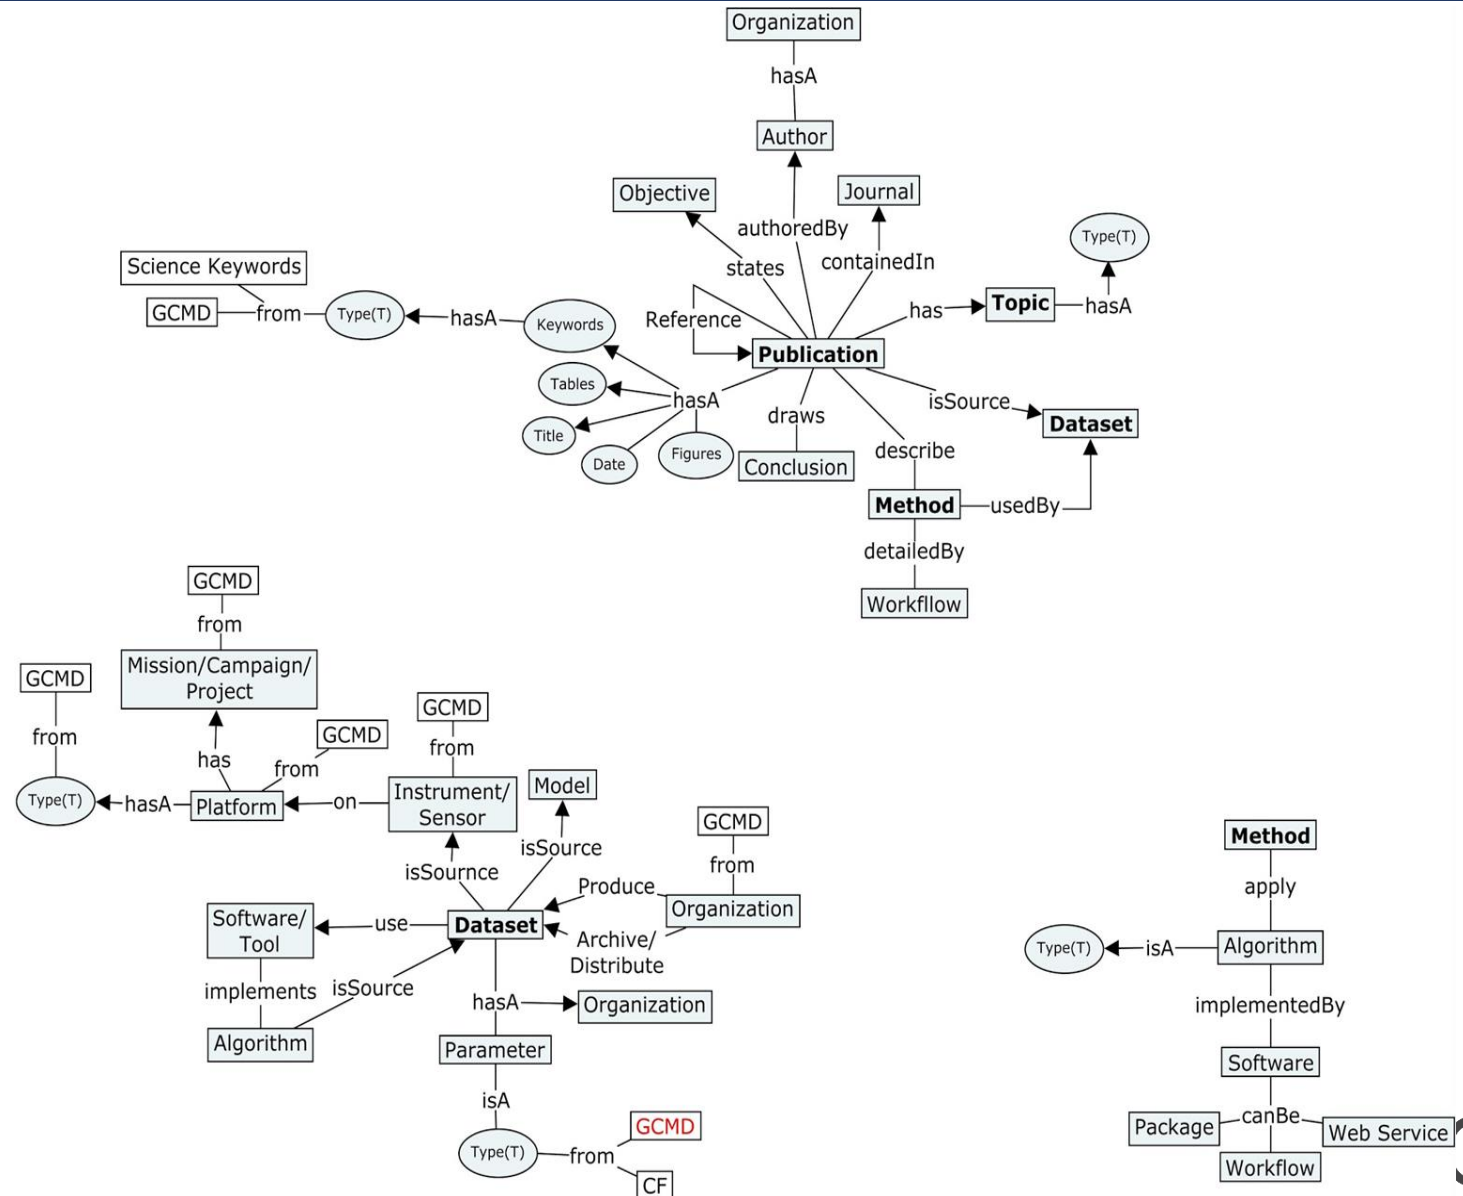 Organization
hasA
Author
Objective
Journal
authoredBy
Type(T)
states
containedIn
Science Keywords
GCMD
from
Type(T)
hasA
Keywords
Reference
has
Topic
hasA
Publication
Tables
hasA
isSource
Title
draws
Dataset
Date
Figures
Conclusion
describe
Method
usedBy
detailedBy
Workfllow
GCMD
from
Mission/Campaign/
Project
GCMD
from
has
GCMD
from
GCMD
from
Type(T)
hasA
Platform
on
Instrument/
Sensor
Model
isSource
isSournce
GCMD
from
Produce
Organization
Archive/
Distribute
Software/
Tool
use
Dataset
implements
isSource
Algorithm
hasA
Organization
Parameter
isA
Type(T)
from
GCMD
CF
Method
apply
Type(T)
isA
Algorithm
implementedBy
Software
canBe
Package
Web Service
Workflow